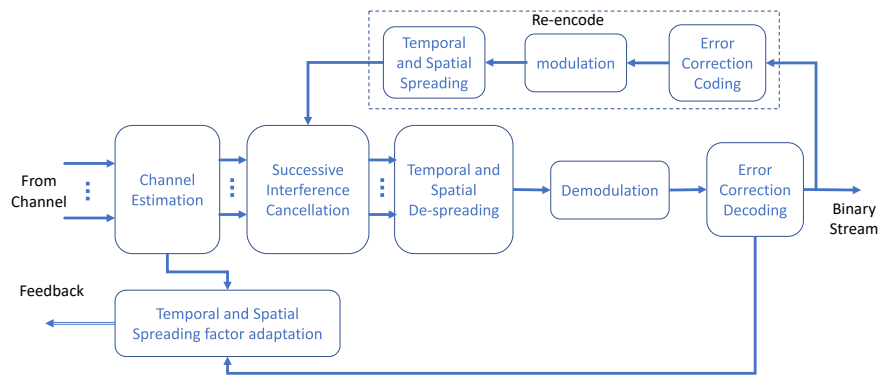 Re-encode
Temporal
and Spatial
Spreading
modulation
Error
Correction
Coding
From
Channel
Channel
Estimation
Successive
Interference
Cancellation
Temporal and
Spatial
De-spreading
Demodulation
Error
Correction
Decoding
Binary
Stream
Feedback
Temporal and Spatial
Spreading factor adaptation